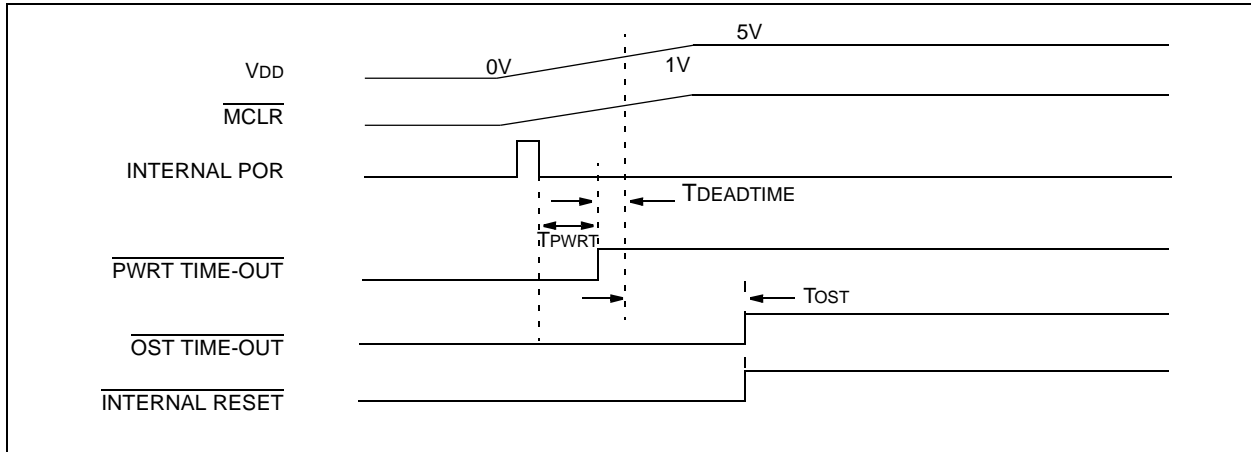 5V
VDD 0V 1V
MCLR
INTERNAL POR
TDEADTIME
TPWRT
PWRT TIME-OUT
TOST
OST TIME-OUT
INTERNAL RESET